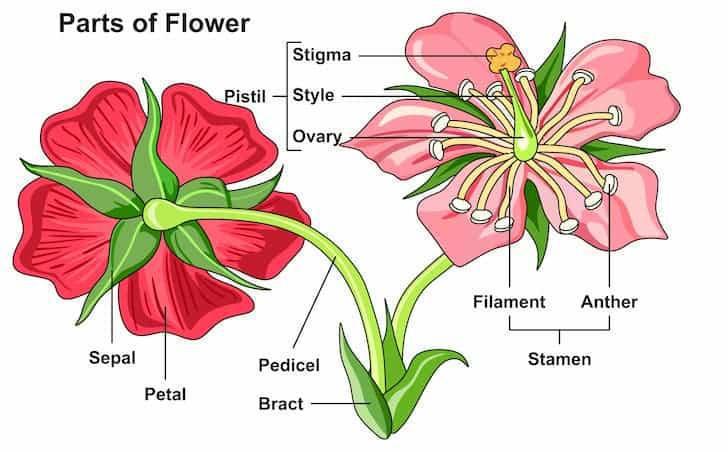 Parts of Flower
Stigma
Pistil
Style
Ovary
Filament
Anther
Stamen
Sepal
Petal
Pedicel
Bract